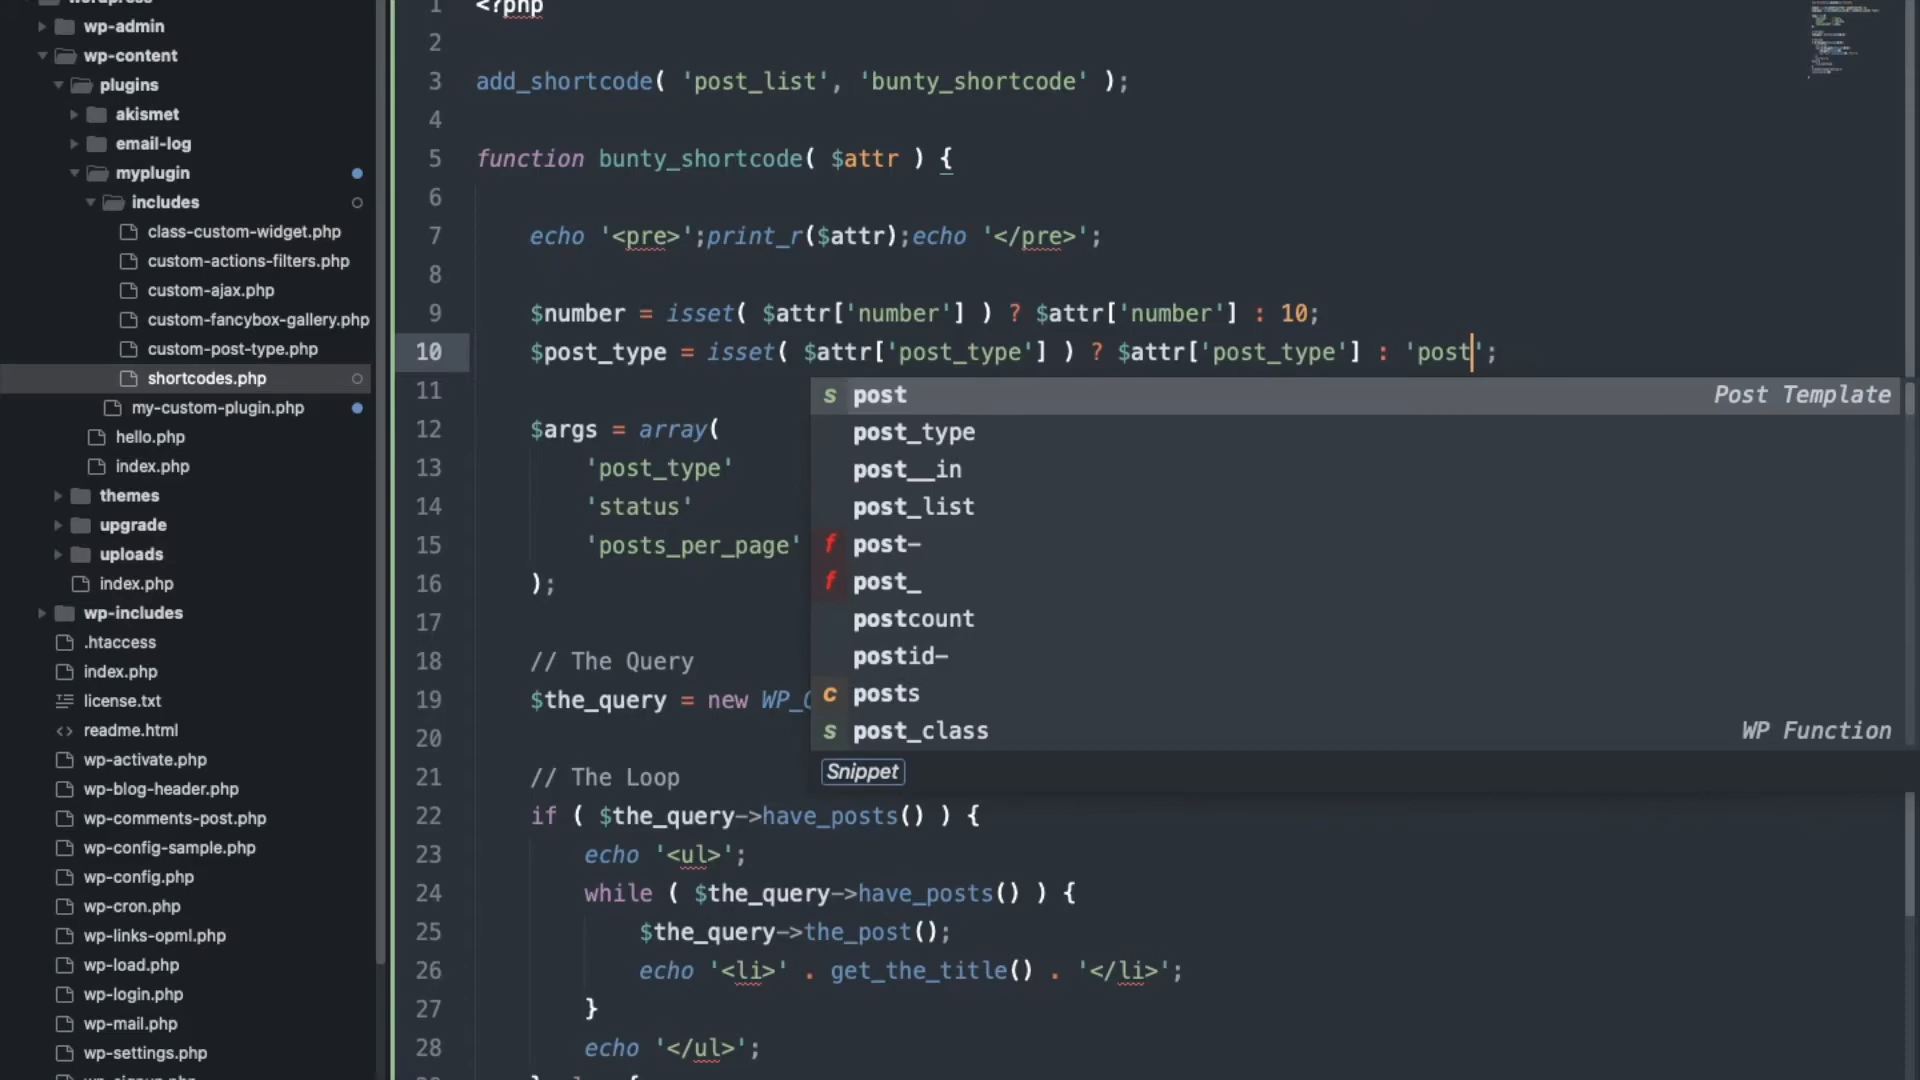 wordpress
wp-admin
wp-content
plugins
akismet
email-log
myplugin
includes
class-custom-widget.php
custom-actions-filters.php
custom-ajax.php
custom-fancybox-gallery.php
custom-post-type.php
shortcodes.php
my-custom-plugin.php
hello.php
index.php
themes
upgrade
uploads
index.php
wp-includes
.htaccess
index.php
license.txt
<> readme.html
wp-activate.php
wp-blog-header.php
wp-comments-post.php
wp-config-sample.php
wp-config.php
wp-cron.php
wp-links-opml.php
wp-load.php
wp-login.php
wp-mail.php
wp-settings.php
1 <?php
2
3 add_shortcode( 'post_list', 'bunty_shortcode' );
4
5 function bunty_shortcode( $attr ) {
6
7 echo '<pre>';print_r($attr);echo '</pre>';
8
9 $number = isset( $attr['number'] ) ? $attr['number'] : 10;
10 $post_type = isset( $attr['post_type'] ) ? $attr['post_type'] : 'post';
11
12 $args = array(
13 'post_type'
14 'status'
15 'posts_per_page'
16 );
17
18 // The Query
19 $the_query = new WP_
20
21 // The Loop
22 if ( $the_query->have_posts() ) {
23 echo '<ul>';
24 while ( $the_query->have_posts() ) {
25 $the_query->the_post();
26 echo '<li>' . get_the_title() . '</li>';
27 }
28 echo '</ul>';
s post Post Template
post_type
post__in
post_list
f post-
f post_
postcount
postid-
c posts
s post_class WP Function
Snippet